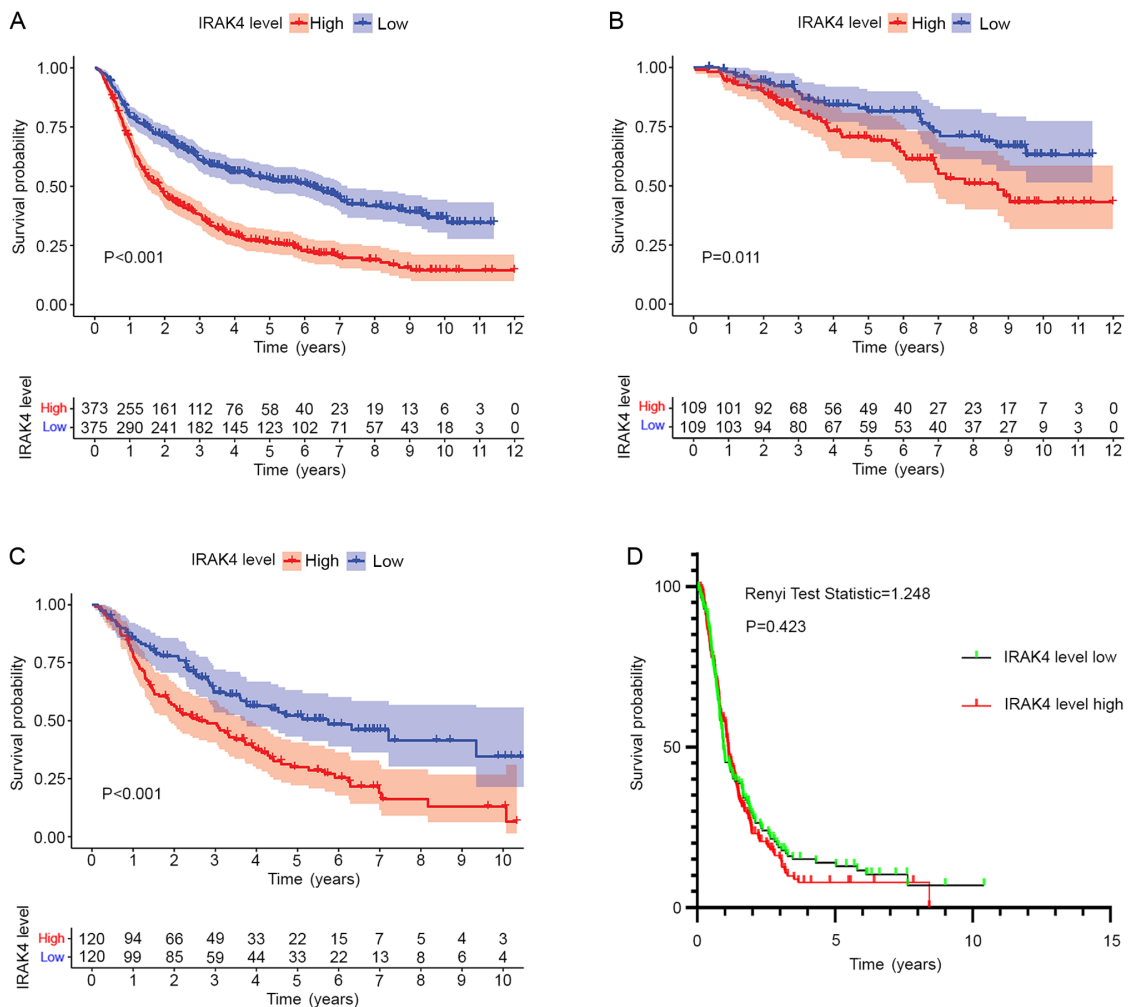 A
IRAK4 level High Low
Survival probability
1.00
0.75
0.50
0.25
0.00
P<0.001
0 1 2 3 4 5 6 7 8 9 10 11 12
Time (years)
IRAK4 level
High 373 255 161 112 76 58 40 23 19 13 6 3 0
Low 375 290 241 182 145 123 102 71 57 43 18 3 0
0 1 2 3 4 5 6 7 8 9 10 11 12
Time (years)
B
IRAK4 level High Low
Survival probability
1.00
0.75
0.50
0.25
0.00
P=0.011
0 1 2 3 4 5 6 7 8 9 10 11 12
Time (years)
IRAK4 level
High 109 101 92 68 56 49 40 27 23 17 7 3 0
Low 109 103 94 80 67 59 53 40 37 27 9 3 0
0 1 2 3 4 5 6 7 8 9 10 11 12
Time (years)
C
IRAK4 level High Low
Survival probability
1.00
0.75
0.50
0.25
0.00
P<0.001
0 1 2 3 4 5 6 7 8 9 10
Time (years)
IRAK4 level
High 120 94 66 49 33 22 15 7 5 4 3
Low 120 99 85 59 44 33 22 13 8 6 4
0 1 2 3 4 5 6 7 8 9 10
Time (years)
D
Survival probability
100
50
0
Renyi Test Statistic=1.248
P=0.423
IRAK4 level low
IRAK4 level high
0 5 10 15
Time (years)